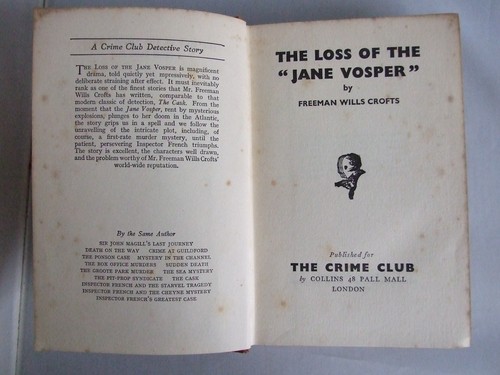 A Crime Club Detective Story
THE LOSS OF THE JANE VOSPER is magnificent
drama, told quietly yet impressively, with no
deliberate straining after effect. It must inevitably
rank as one of the finest stories that Mr. Freeman
Wills Crofts has written, comparable to that
modern classic of detection, The Cask. From the
moment that the Jane Vosper, rent by mysterious
explosions, plunges to her doom in the Atlantic,
the story grips us in a spell and we follow the
unravelling of the intricate plot, including, of
course, a first-rate murder mystery, until the
patient, persevering Inspector French triumphs.
The story is excellent, the characters well drawn,
and the problem worthy of Mr. Freeman Wills Crofts'
world-wide reputation.
By the Same Author
SIR JOHN MAGILL'S LAST JOURNEY
DEATH ON THE WAY CRIME AT GUILDFORD
THE PONSON CASE MYSTERY IN THE CHANNEL
THE BOX OFFICE MURDERS SUDDEN DEATH
THE GROOTE PARK MURDER THE SEA MYSTERY
THE PIT-PROP SYNDICATE THE CASK
INSPECTOR FRENCH AND THE STARVEL TRAGEDY
INSPECTOR FRENCH AND THE CHEYNE MYSTERY
INSPECTOR FRENCH'S GREATEST CASE
THE LOSS OF THE
"JANE VOSPER"
by
FREEMAN WILLS CROFTS
Published for
THE CRIME CLUB
by COLLINS 48 PALL MALL
LONDON